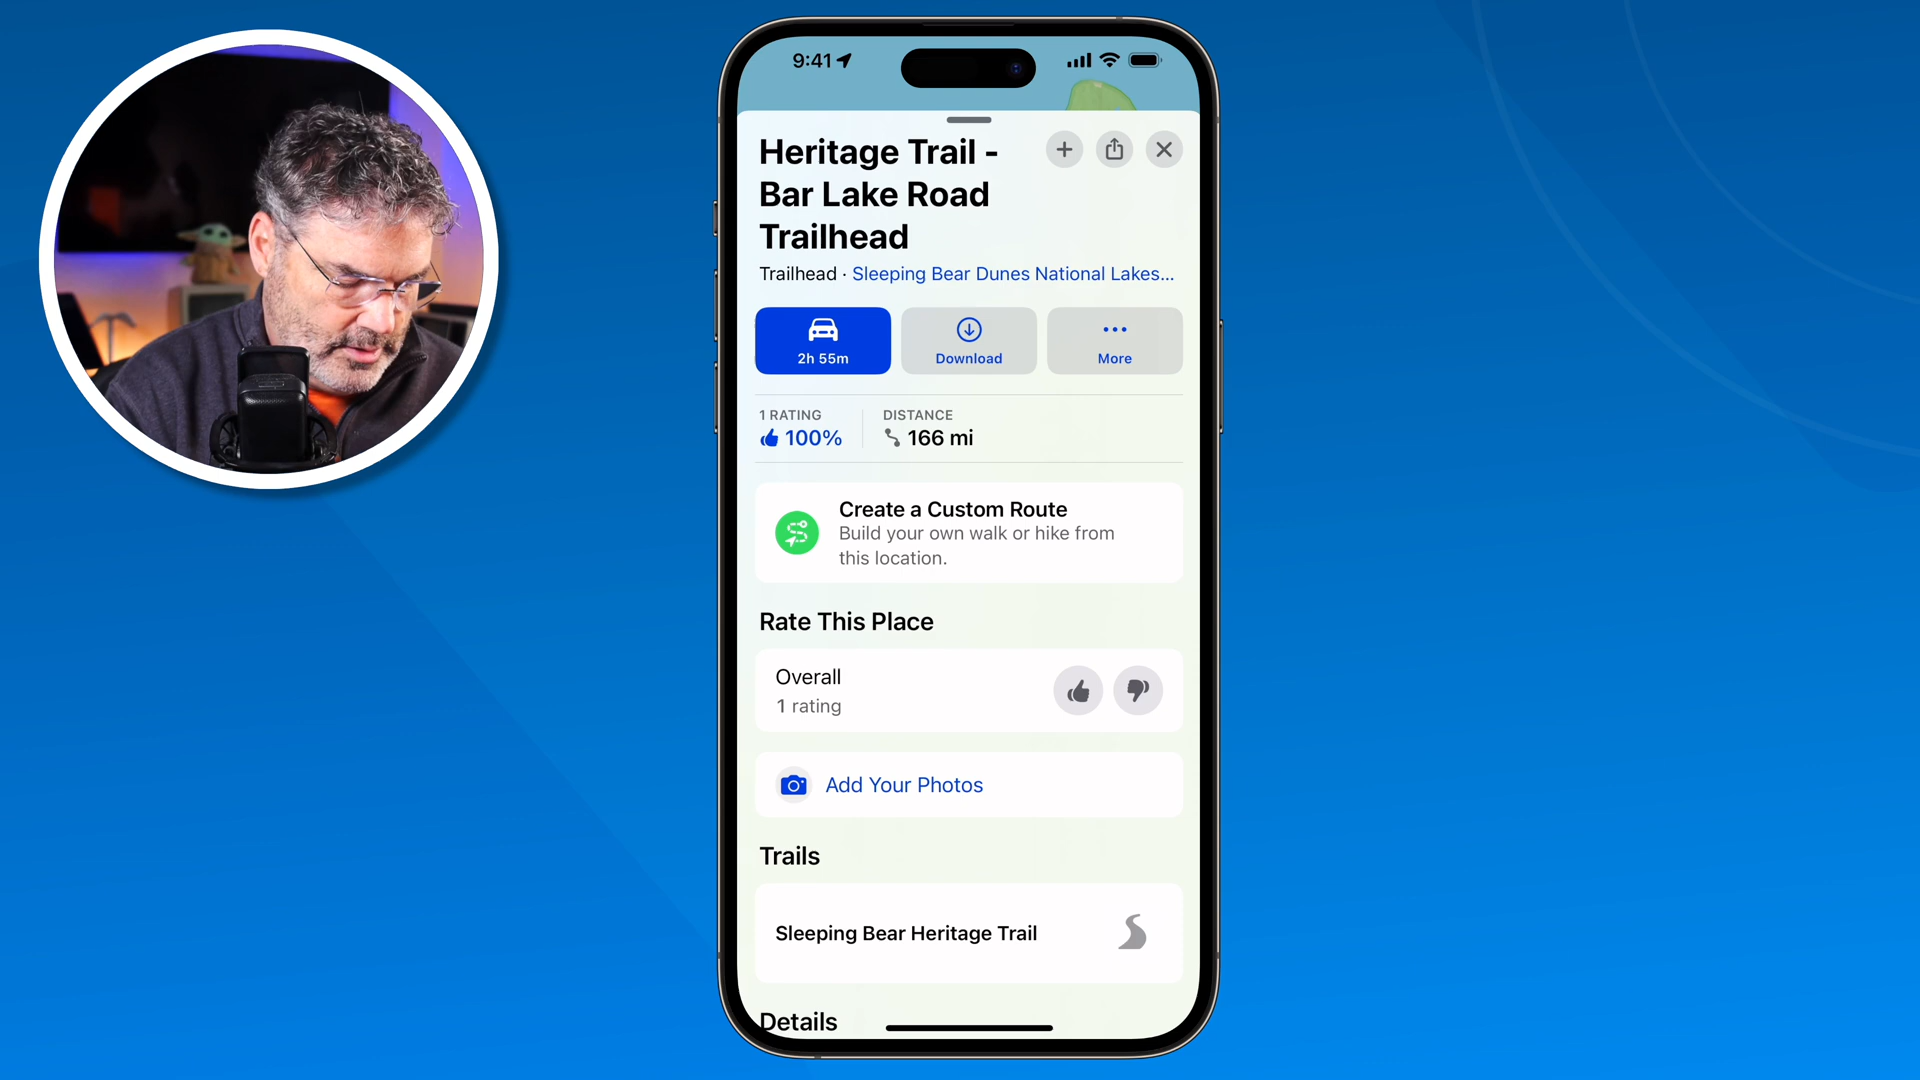 9:41
Heritage Trail -
Bar Lake Road
Trailhead
Trailhead · Sleeping Bear Dunes National Lakes...
2h 55m
Download
More
1 RATING
DISTANCE
100%
166 mi
Create a Custom Route
Build your own walk or hike from
this location.
Rate This Place
Overall
1 rating
Add Your Photos
Trails
Sleeping Bear Heritage Trail
Details